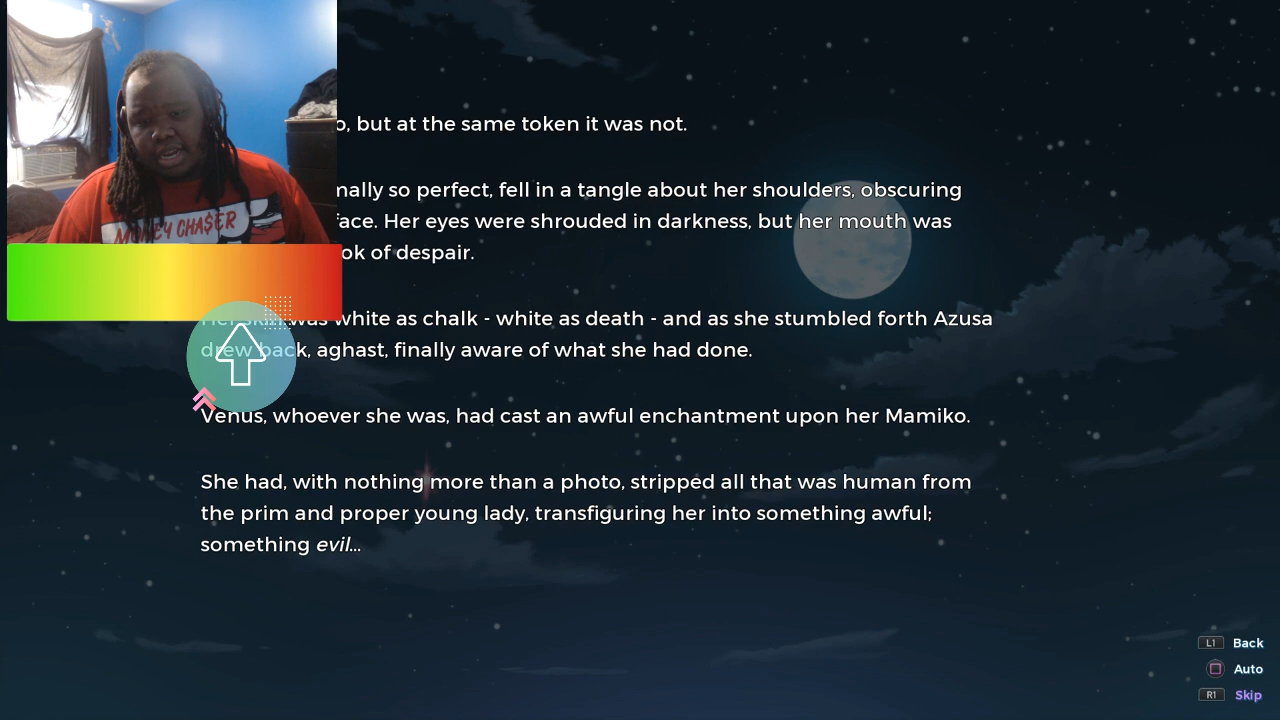 o, but at the same token it was not.
mally so perfect, fell in a tangle about her shoulders, obscuring
face. Her eyes were shrouded in darkness, but her mouth was
ok of despair.
MONEY CHA$ER
Her skin was white as chalk - white as death - and as she stumbled forth Azusa
drew back, aghast, finally aware of what she had done.
Venus, whoever she was, had cast an awful enchantment upon her Mamiko.
She had, with nothing more than a photo, stripped all that was human from
the prim and proper young lady, transfiguring her into something awful;
something evil...
L1 Back
Auto
R1 Skip